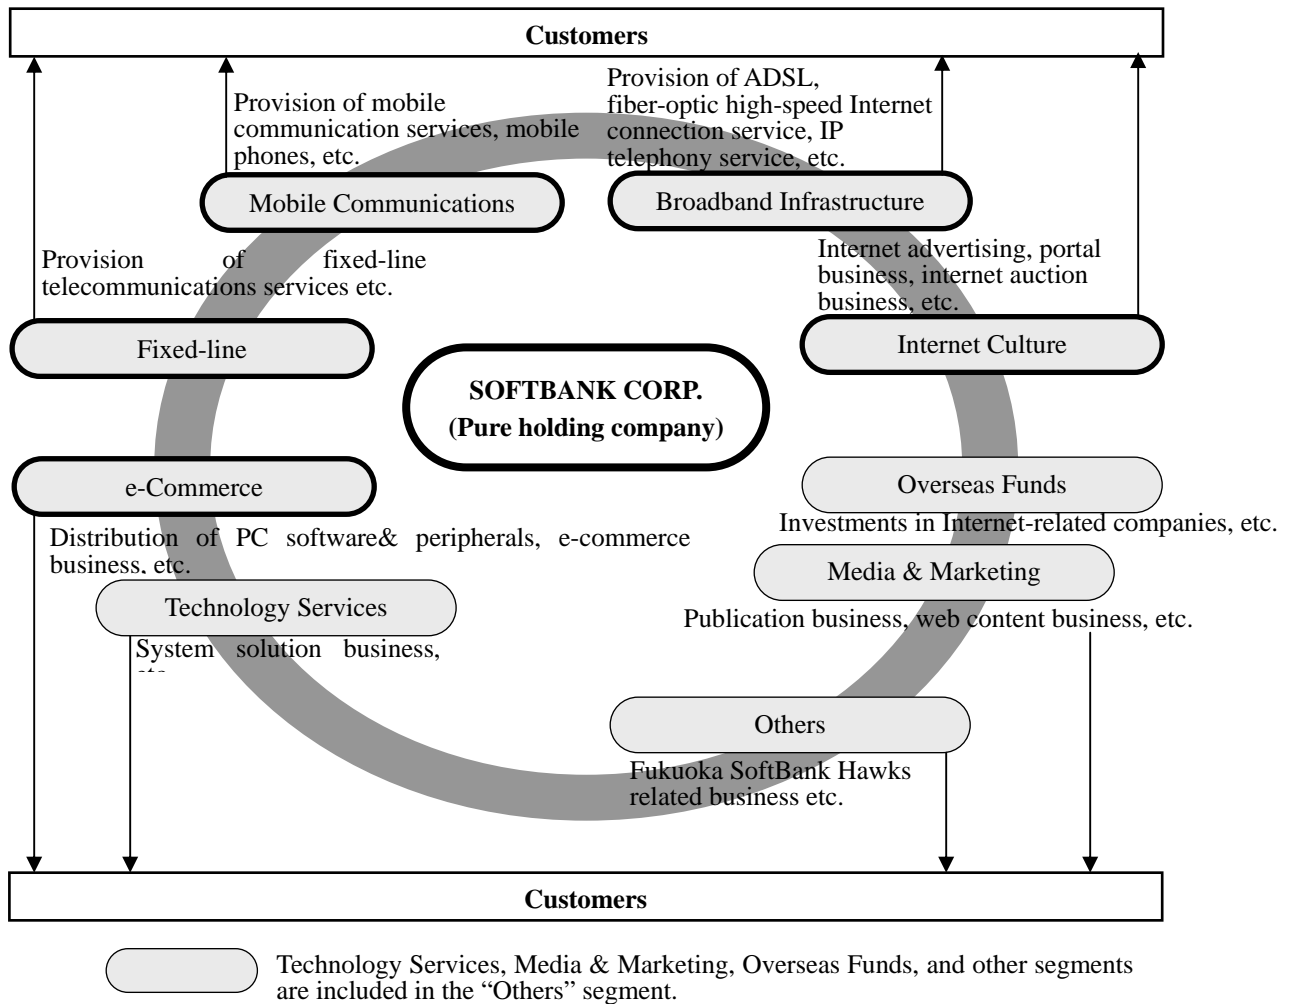 Customers
Provision of mobile
communication services, mobile
phones, etc.
Provision of ADSL,
fiber-optic high-speed Internet
connection service, IP
telephony service, etc.
Mobile Communications
Broadband Infrastructure
Provision of fixed-line
telecommunications services etc.
Internet advertising, portal
business, internet auction
business, etc.
Fixed-line
Internet Culture
SOFTBANK CORP.
(Pure holding company)
e-Commerce
Overseas Funds
Distribution of PC software& peripherals, e-commerce
business, etc.
Investments in Internet-related companies, etc.
Technology Services
Media & Marketing
System solution business,
Publication business, web content business, etc.
Others
Fukuoka SoftBank Hawks
related business etc.
Customers
Technology Services, Media & Marketing, Overseas Funds, and other segments
are included in the “Others” segment.